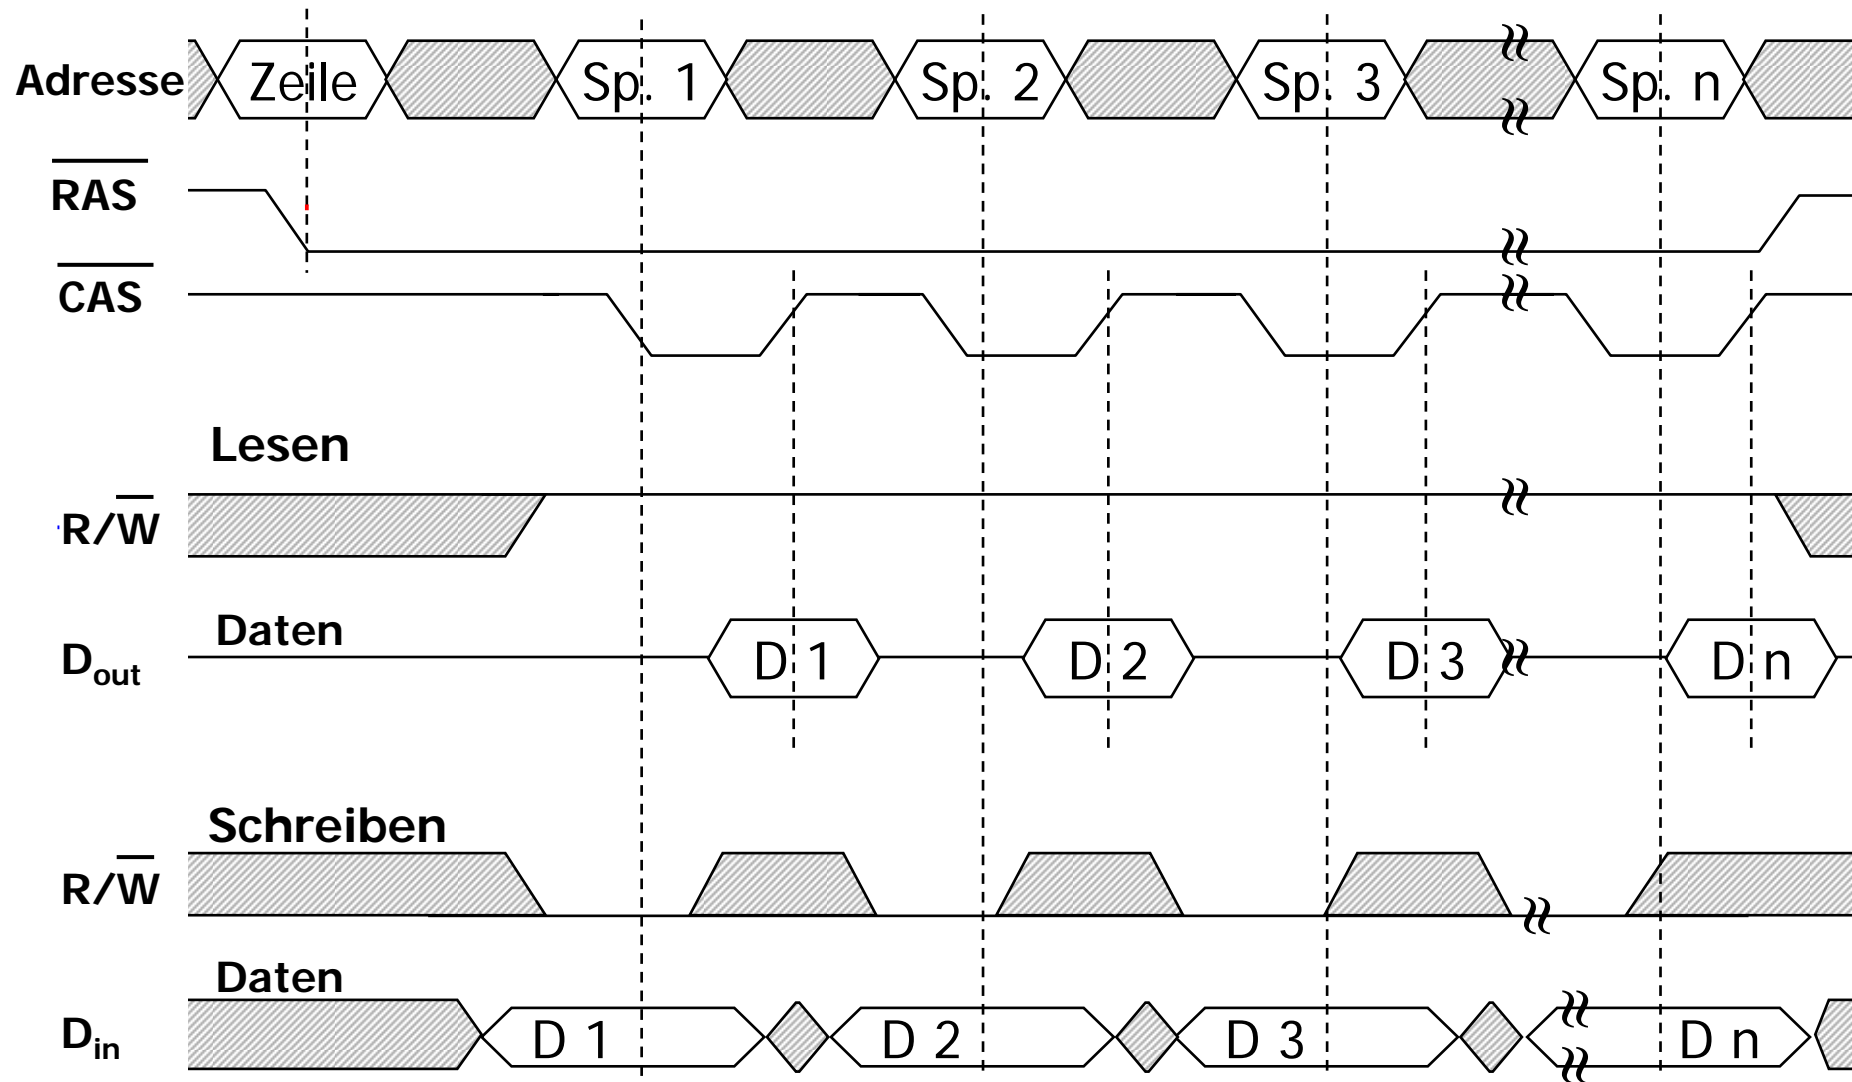 Adresse Zeile Sp. 1 Sp. 2 Sp. 3 Sp. n
RAS
CAS
Lesen
R/W
Daten
Dout D 1 D 2 D 3 D n
Schreiben
R/W
Daten
Din D 1 D 2 D 3 D n